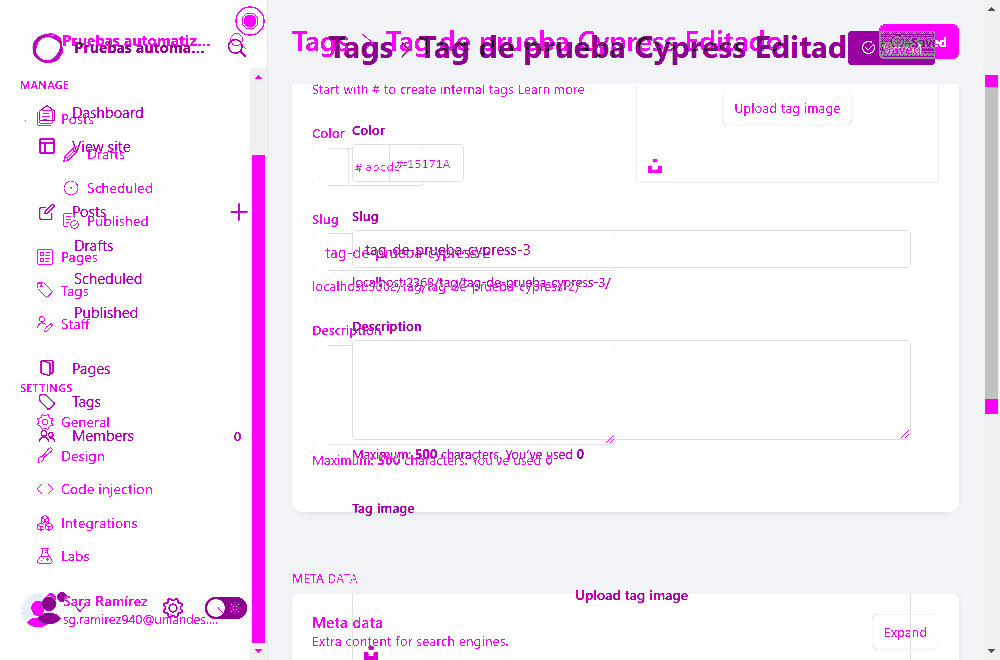 Pruebas automatiz...
Pruebas automa...
Tags > Tag de prueba Cypress Editado
Tags > Tag de prueba Cypress Editad
Saved
MANAGE
Dashboard
Posts
View site
Drafts
Scheduled
Posts
Published
Drafts
Pages
Scheduled
Tags
Published
Staff
Pages
SETTINGS
Tags
General
Members 0
Design
Code injection
Integrations
Labs
Sara Ramírez
sg.ramirez940@uniandes....
Start with # to create internal tags Learn more
Upload tag image
Color
Color
# abcdef
# 15171A
Slug
Slug
tag-de-prueba-cypress-3
tag-de-prueba-cypress-2
localhost:2368/tag/tag-de-prueba-cypress-3/
localhost:3002/tag/tag-de-prueba-cypress-2/
Description
Description
Maximum: 500 characters. You've used 0
Maximum: 500 characters. You've used 0
Tag image
META DATA
Upload tag image
Meta data
Extra content for search engines.
Expand